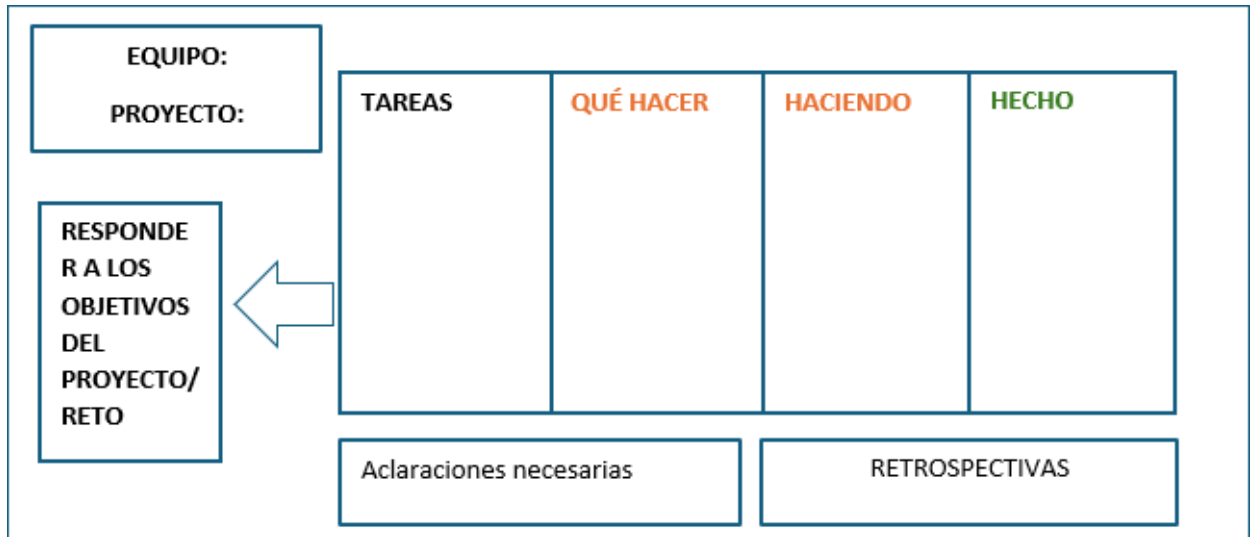 EQUIPO:
PROYECTO:
TAREAS
QUÉ HACER
HACIENDO
HECHO
RESPONDE
R A LOS
OBJETIVOS
DEL
PROYECTO/
RETO
Aclaraciones necesarias
RETROSPECTIVAS